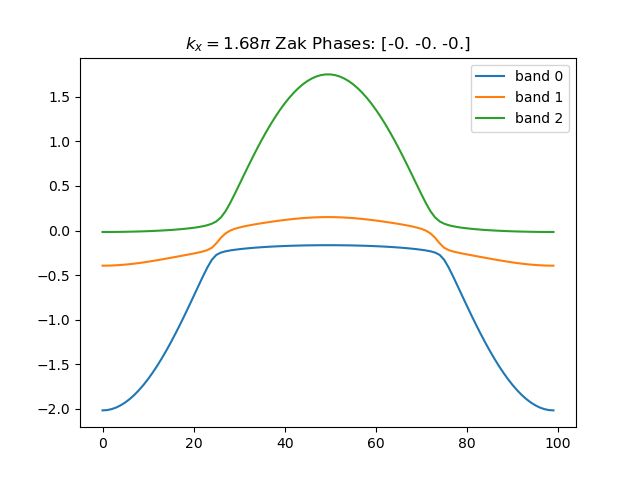 $k_x = 1.68\pi$ Zak Phases: [-0. -0. -0.]
band 0
band 1
band 2
1.5
1.0
0.5
0.0
−0.5
−1.0
−1.5
−2.0
0 20 40 60 80 100